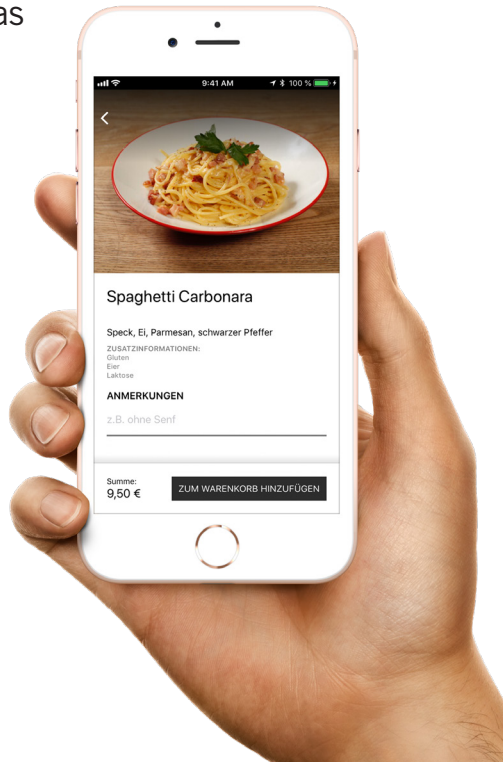 as
9:41 AM 100 %
Spaghetti Carbonara
Speck, Ei, Parmesan, schwarzer Pfeffer
ZUSATZINFORMATIONEN:
Gluten
Eier
Laktose
ANMERKUNGEN
z.B. ohne Senf
Summe:
9,50 €
ZUM WARENKORB HINZUFÜGEN